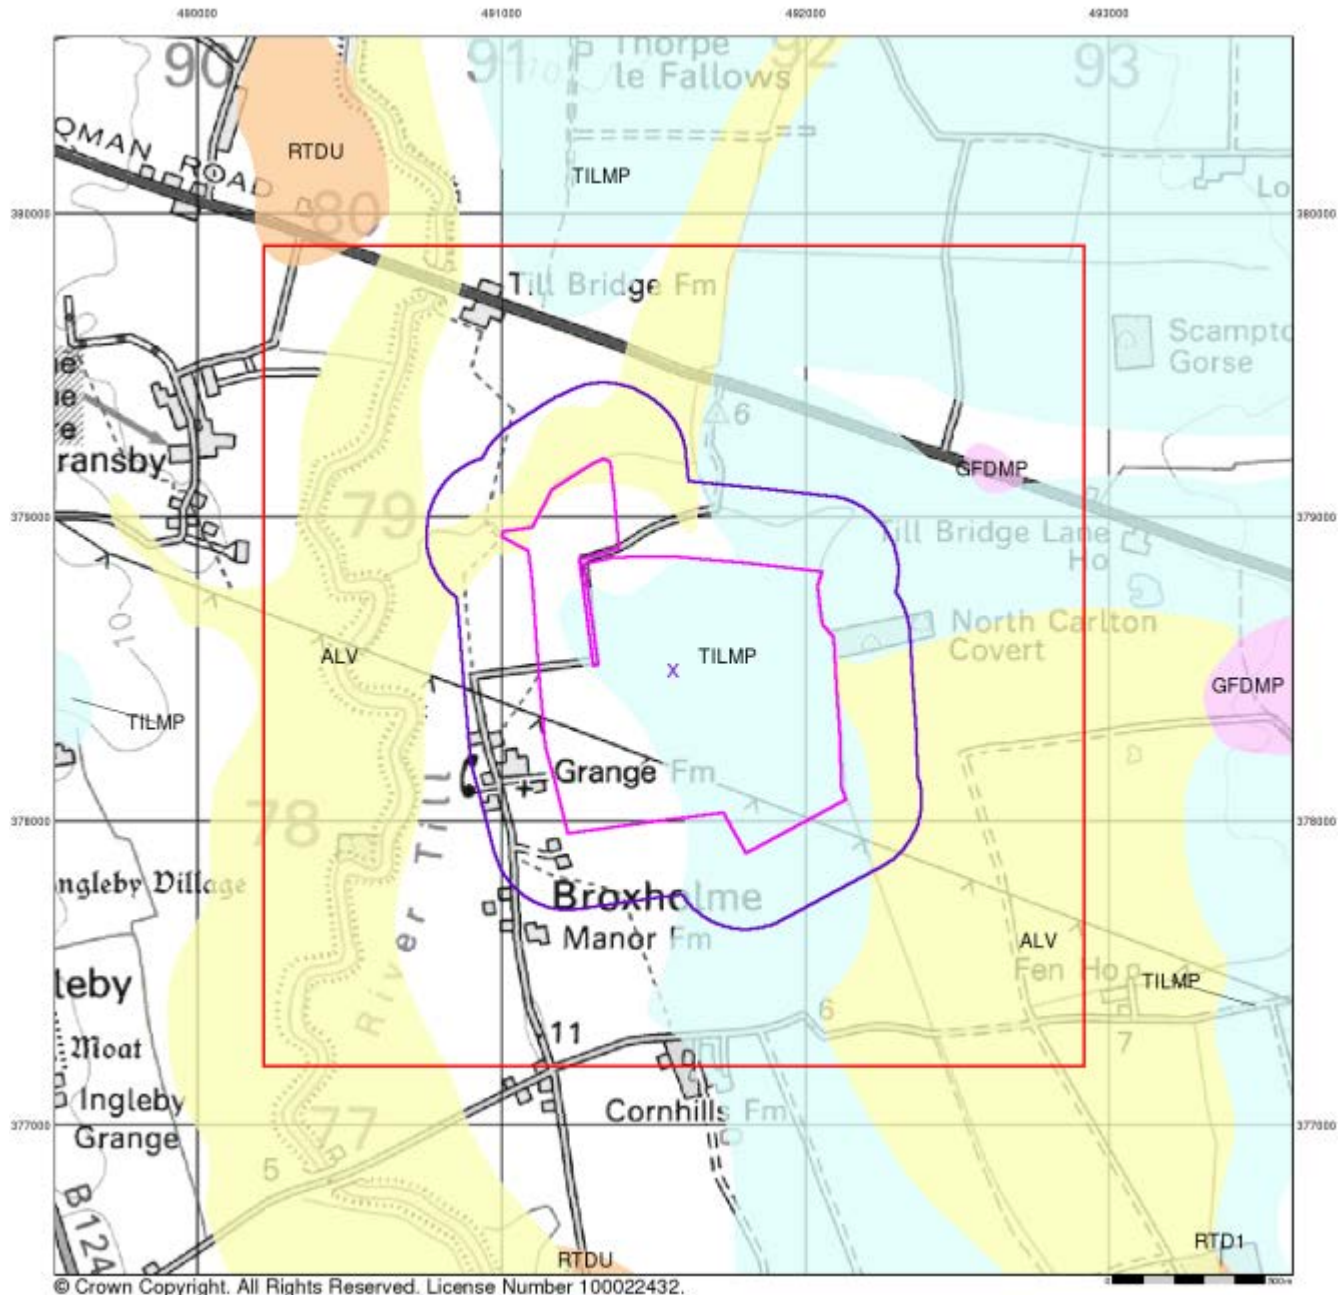 490000 491000 492000 493000
90 91 92 93
Thorpe
le Fallows
RTDU
TILMP
ROMAN ROAD
Lo
380000 80 380000
Till Bridge Fm
Scampto
Gorse
6
ransby
GFDMP
379000 79 379000
Till Bridge Lane
Ho
10
North Carlton
Covert
ALV
TILMP
X
GFDMP
TILMP
Grange Fm
River Till
378000 78 378000
ngleby Village
Broxholme
Manor Fm
ALV
Fen Ho
TILMP
leby
6
11
7
Moat
Ingleby
Grange
Cornhills Fm
377000 77 377000
5
B 124
RTDU
RTD1
© Crown Copyright. All Rights Reserved. License Number 100022432.